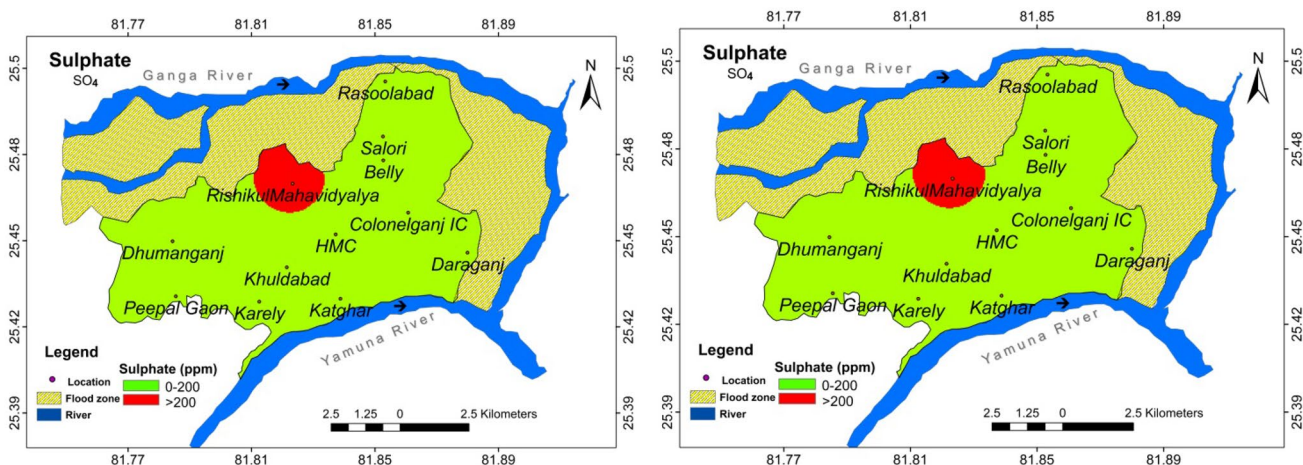 81.77 81.81 81.85 81.89
Sulphate
SO4
Ganga River
N
Rasoolabad
Salori
Belly
RishikulMahavidyalya
Colonelganj IC
HMC
Dhumanganj
Daraganj
Khuldabad
Peepal Gaon
Karely
Katghar
Yamuna River
25.5
25.48
25.45
25.42
25.39
25.5
25.48
25.45
25.42
25.39
Legend
Location
Flood zone
River
Sulphate (ppm)
0-200
>200
2.5 1.25 0 2.5 Kilometers
81.77 81.81 81.85 81.89
81.77 81.81 81.85 81.89
Sulphate
SO4
Ganga River
N
Rasoolabad
Salori
Belly
RishikulMahavidyalya
Colonelganj IC
HMC
Dhumanganj
Daraganj
Khuldabad
Peepal Gaon
Karely
Katghar
Yamuna River
25.5
25.48
25.45
25.42
25.39
25.5
25.48
25.45
25.42
25.39
Legend
Location
Flood zone
River
Sulphate (ppm)
0-200
>200
2.5 1.25 0 2.5 Kilometers
81.77 81.81 81.85 81.89